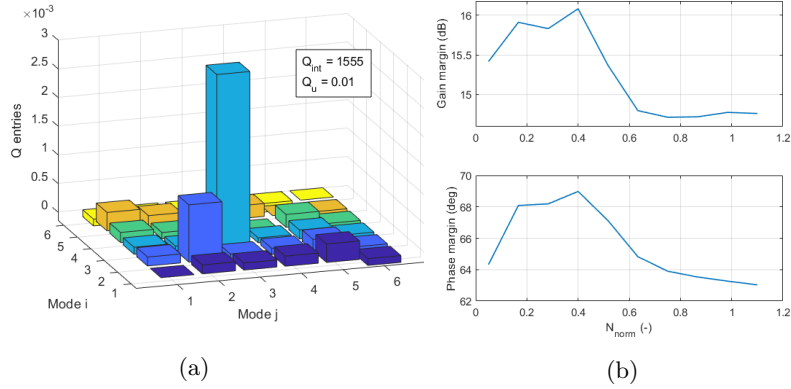 ×10⁻³
3
2.5
2
1.5
1
0.5
0
Q entries
Q_int = 1555
Q_u = 0.01
6
5
4
3
2
1
Mode i
1
2
3
4
5
6
Mode j
(a)
16
15.5
15
Gain margin (dB)
0 0.2 0.4 0.6 0.8 1 1.2
70
68
66
64
62
Phase margin (deg)
0 0.2 0.4 0.6 0.8 1 1.2
N_norm (-)
(b)